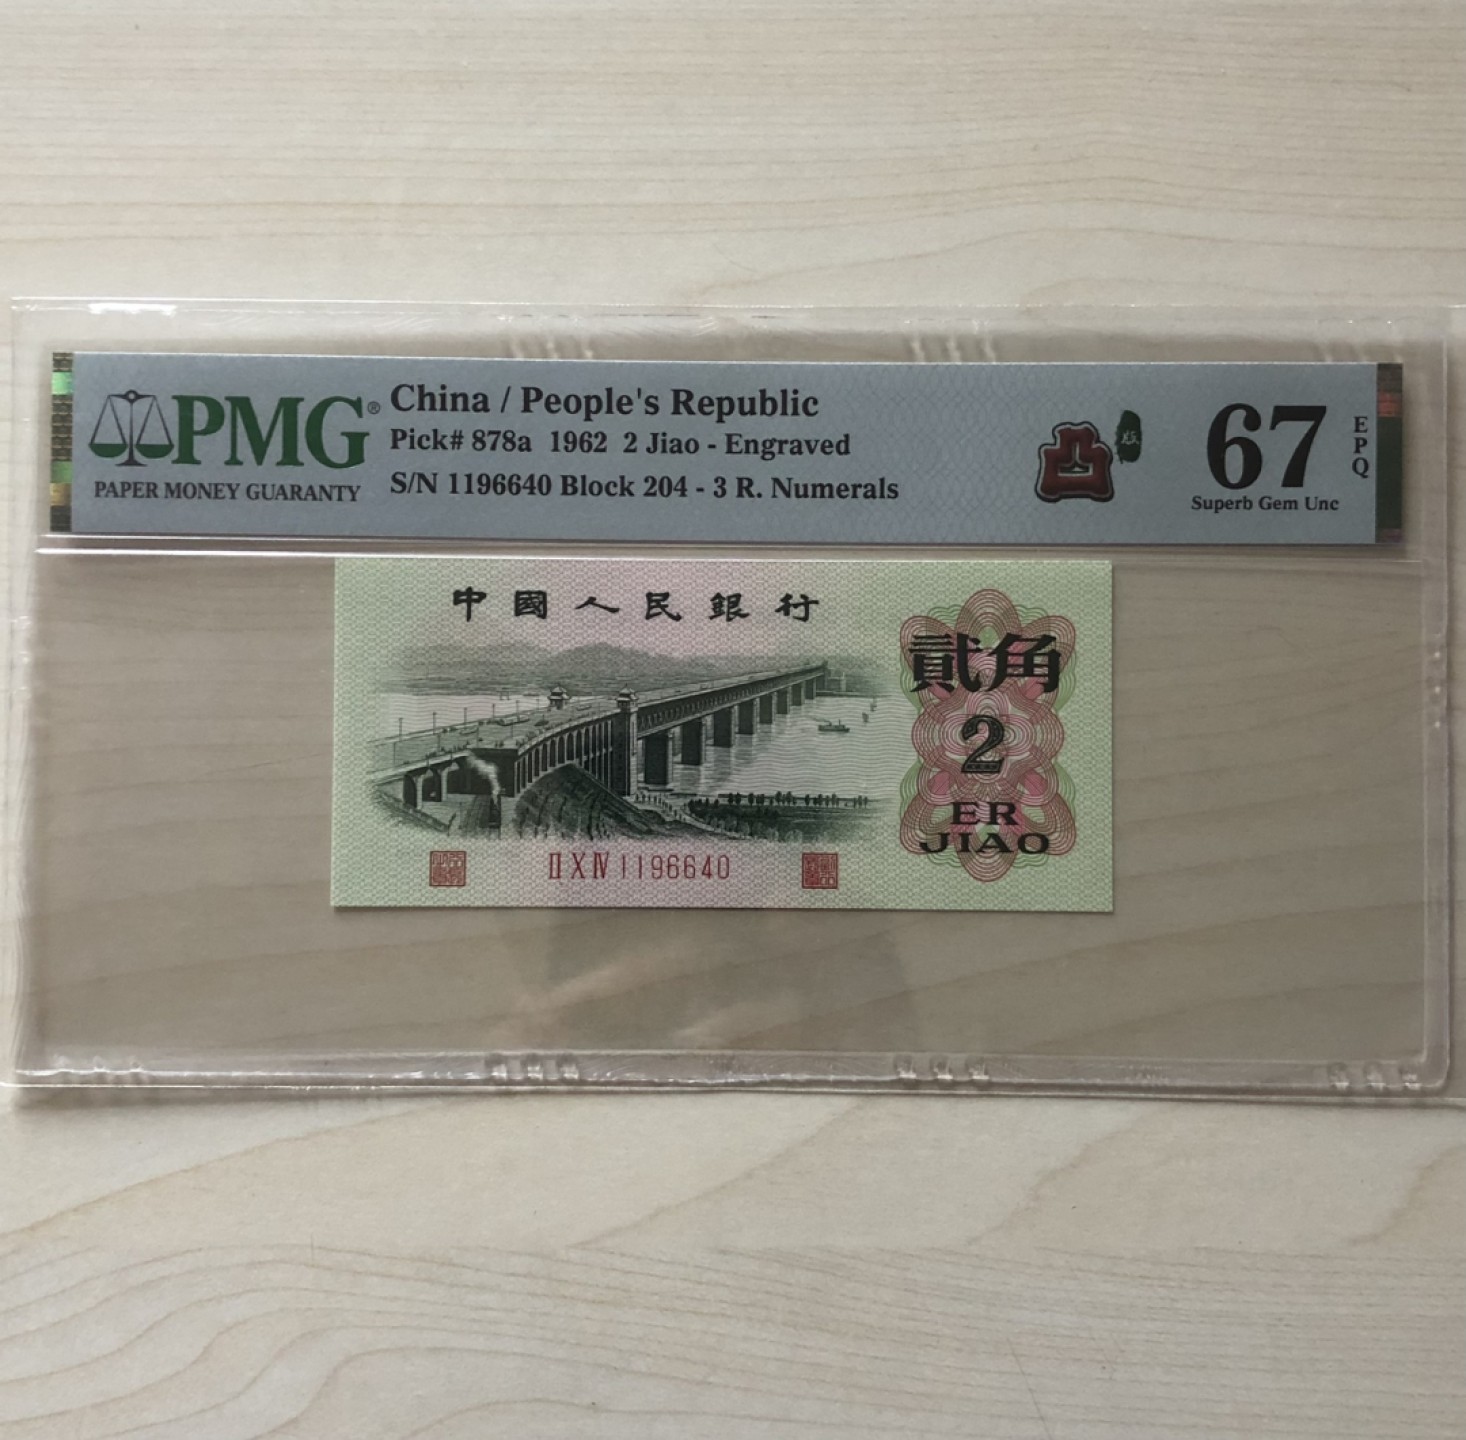 PMG®
PAPER MONEY GUARANTY
China / People's Republic
Pick# 878a 1962 2 Jiao - Engraved
S/N 1196640 Block 204 - 3 R. Numerals
凸版
67 EPQ
Superb Gem Unc
中國人民銀行
貳角
2
ER
JIAO
ⅡⅩⅣ 1196640